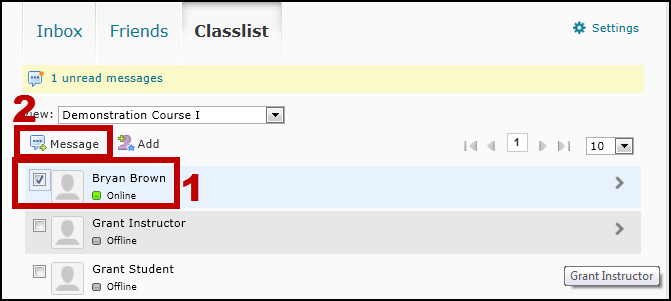 Inbox Friends Classlist Settings
1 unread messages
2
iew: Demonstration Course I
Message Add 1 10
Bryan Brown
Online
1
Grant Instructor
Offline
Grant Student
Offline
Grant Instructor